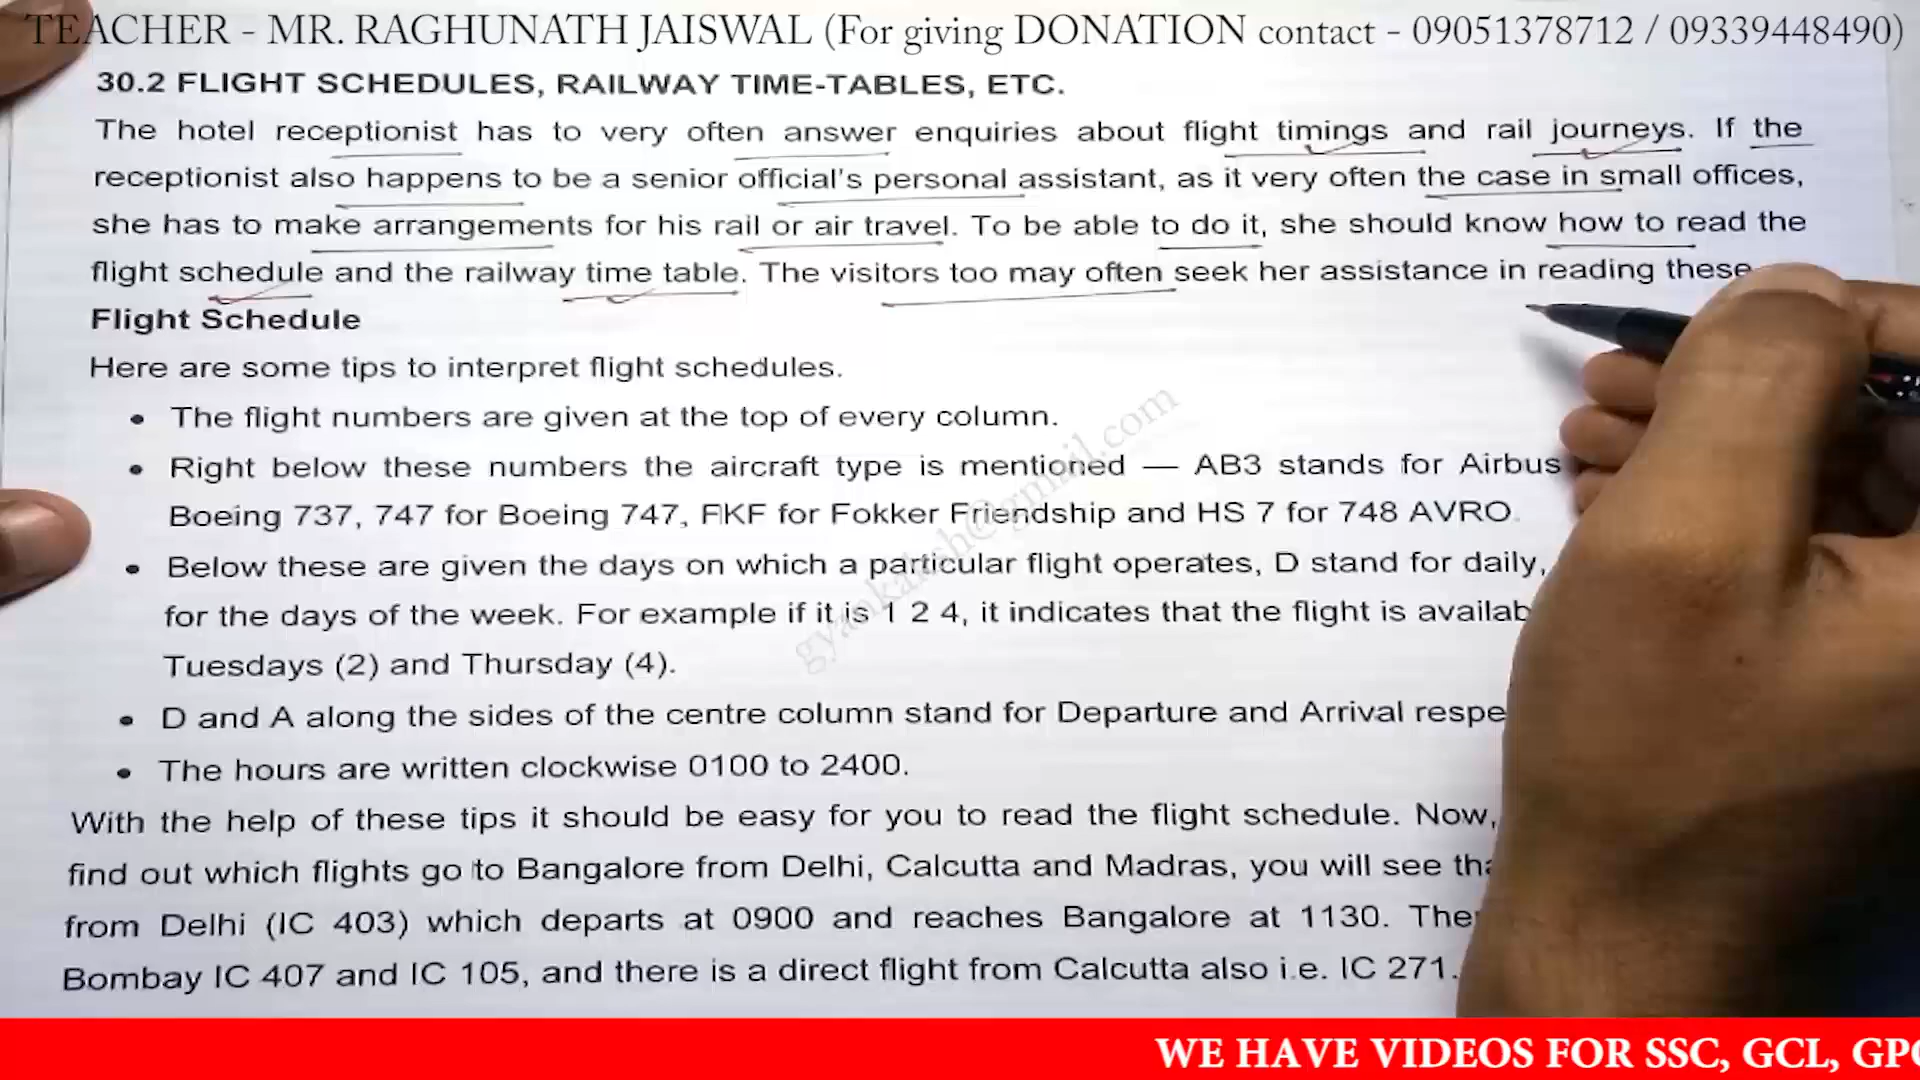 TEACHER - MR. RAGHUNATH JAISWAL (For giving DONATION contact - 09051378712 / 09339448490)
30.2 FLIGHT SCHEDULES, RAILWAY TIME-TABLES, ETC.
The hotel receptionist has to very often answer enquiries about flight timings and rail journeys. If the
receptionist also happens to be a senior official's personal assistant, as it very often the case in small offices,
she has to make arrangements for his rail or air travel. To be able to do it, she should know how to read the
flight schedule and the railway time table. The visitors too may often seek her assistance in reading these
Flight Schedule
Here are some tips to interpret flight schedules.
• The flight numbers are given at the top of every column.
• Right below these numbers the aircraft type is mentioned — AB3 stands for Airbus
Boeing 737, 747 for Boeing 747, FKF for Fokker Friendship and HS 7 for 748 AVRO.
• Below these are given the days on which a particular flight operates, D stand for daily,
for the days of the week. For example if it is 1 2 4, it indicates that the flight is availab
Tuesdays (2) and Thursday (4).
• D and A along the sides of the centre column stand for Departure and Arrival respe
• The hours are written clockwise 0100 to 2400.
With the help of these tips it should be easy for you to read the flight schedule. Now,
find out which flights go to Bangalore from Delhi, Calcutta and Madras, you will see tha
from Delhi (IC 403) which departs at 0900 and reaches Bangalore at 1130. The
Bombay IC 407 and IC 105, and there is a direct flight from Calcutta also i.e. IC 271.
gyankaksh@gmail.com
WE HAVE VIDEOS FOR SSC, GCL, GP